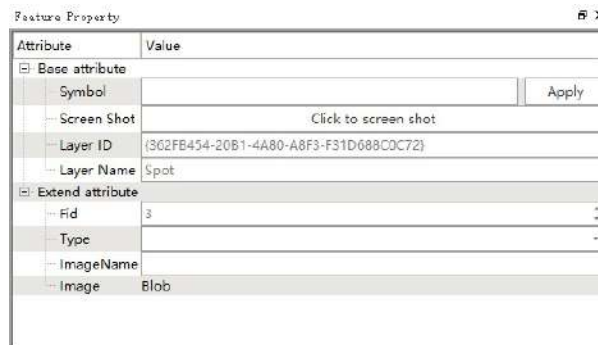 Feature Property
Attribute Value
Base attribute
Symbol Apply
Screen Shot Click to screen shot
Layer ID {362FB454-20B1-4A80-A8F3-F31D688C0C72}
Layer Name Spot
Extend attribute
Fid 3
Type
ImageName
Image Blob